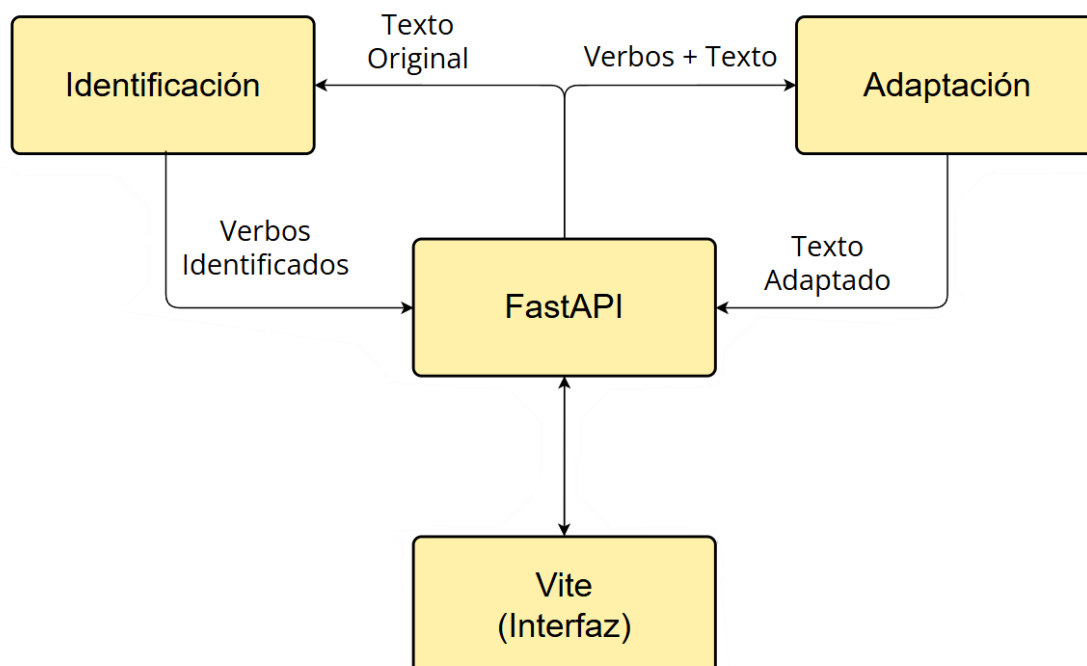 Texto
Original
Verbos + Texto
Identificación
Adaptación
Verbos
Identificados
Texto
Adaptado
FastAPI
Vite
(Interfaz)